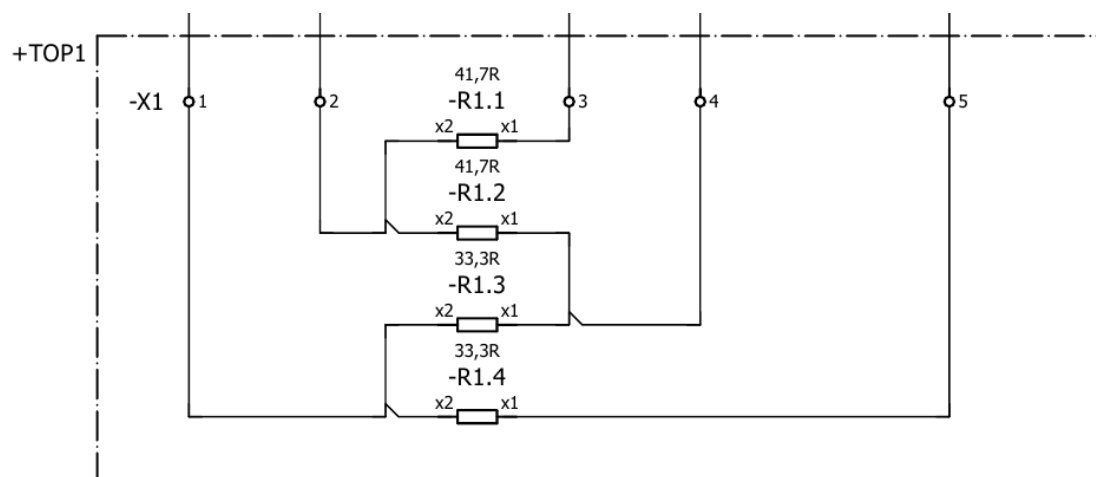 +TOP1
41,7R
-X1 1 2 -R1.1 3 4 5
x2 x1
41,7R
-R1.2
x2 x1
33,3R
-R1.3
x2 x1
33,3R
-R1.4
x2 x1